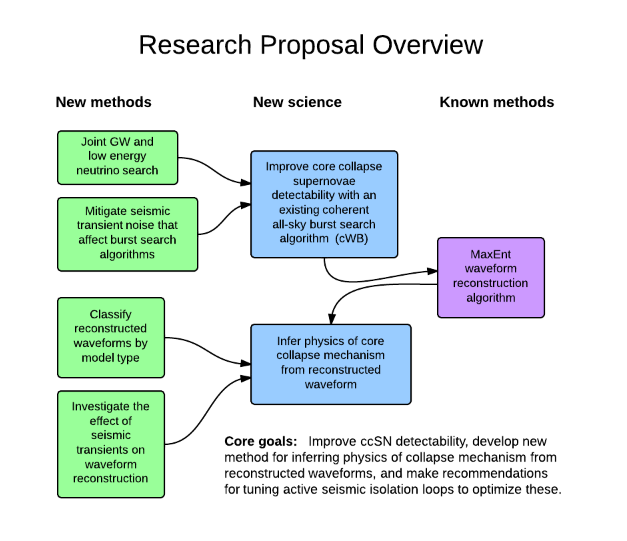 Research Proposal Overview
New methods
New science
Known methods
Joint GW and
low energy
neutrino search
Mitigate seismic
transient noise that
affect burst search
algorithms
Improve core collapse
supernovae
detectability with an
existing coherent
all-sky burst search
algorithm (cWB)
MaxEnt
waveform
reconstruction
algorithm
Classify
reconstructed
waveforms by
model type
Infer physics of core
collapse mechanism
from reconstructed
waveform
Investigate the
effect of
seismic
transients on
waveform
reconstruction
Core goals: Improve ccSN detectability, develop new
method for inferring physics of collapse mechanism from
reconstructed waveforms, and make recommendations
for tuning active seismic isolation loops to optimize these.